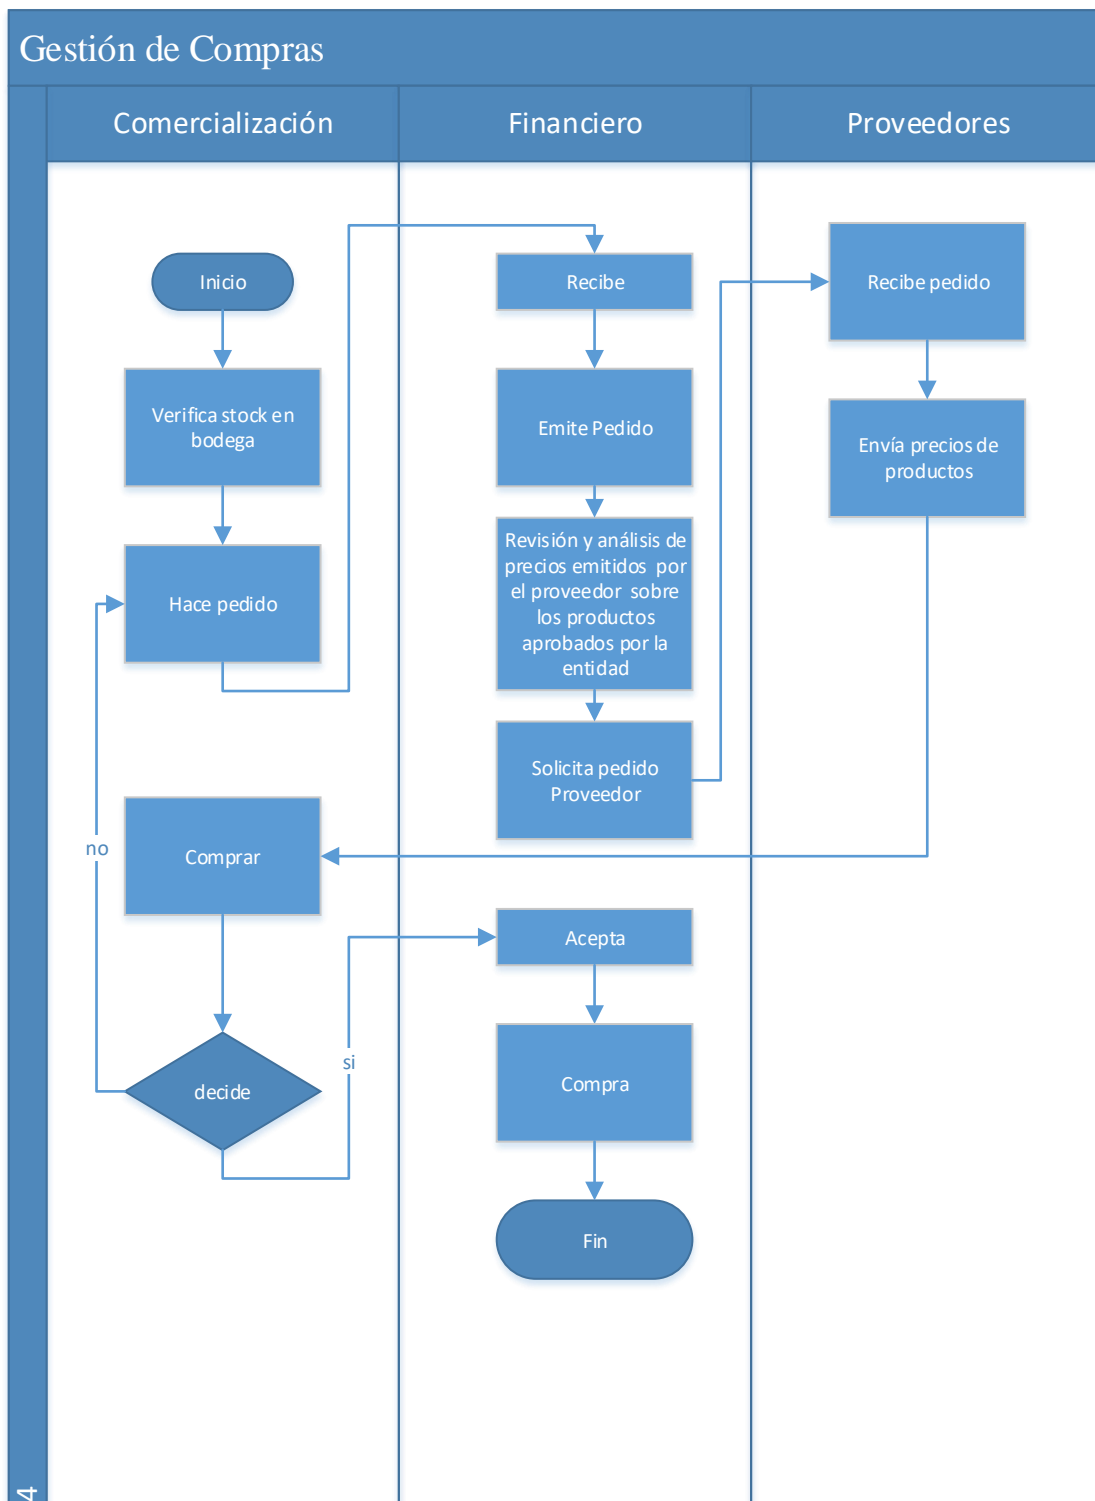 Gestión de Compras
Comercialización
Financiero
Proveedores
Inicio
Verifica stock en
bodega
Hace pedido
no
Comprar
decide
si
Recibe
Emite Pedido
Revisión y análisis de
precios emitidos por
el proveedor sobre
los productos
aprobados por la
entidad
Solicita pedido
Proveedor
Acepta
Compra
Fin
Recibe pedido
Envía precios de
productos
4